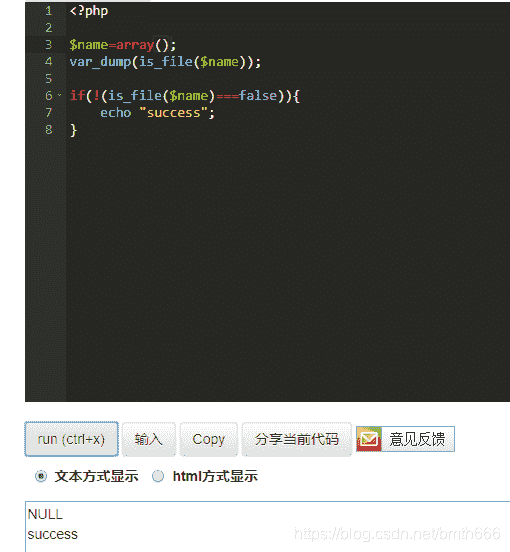 1 <?php
2
3 $name=array();
4 var_dump(is_file($name));
5
6 if(!(is_file($name)===false)){
7 echo "success";
8 }
run (ctrl+x) 输入 Copy 分享当前代码 意见反馈
文本方式显示 html方式显示
NULL
success
https://blog.csdn.net/bmth666